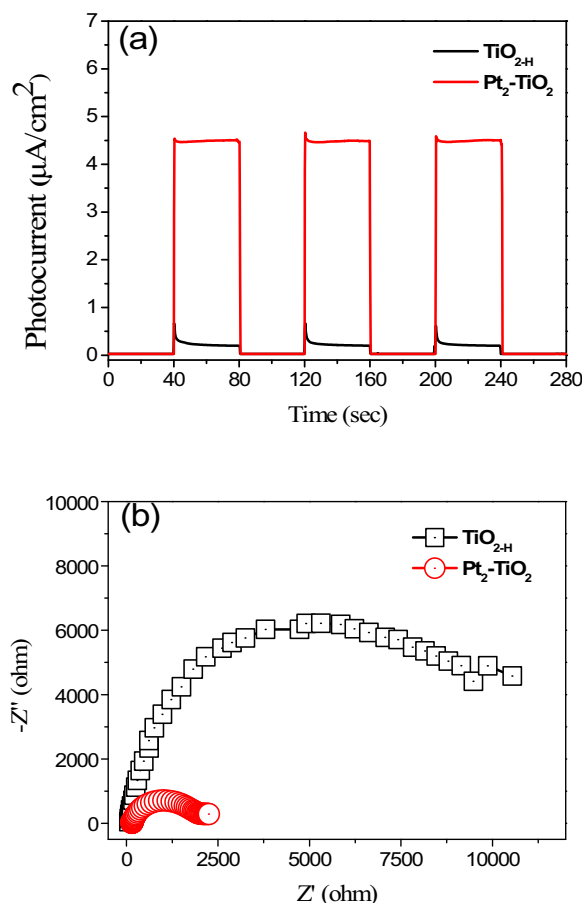 (a)
TiO2-H
Pt2-TiO2
7
6
5
4
3
2
1
0
Photocurrent (μA/cm²)
0 40 80 120 160 200 240 280
Time (sec)
(b)
TiO2-H
Pt2-TiO2
10000
8000
6000
4000
2000
0
-Z'' (ohm)
0 2500 5000 7500 10000
Z' (ohm)